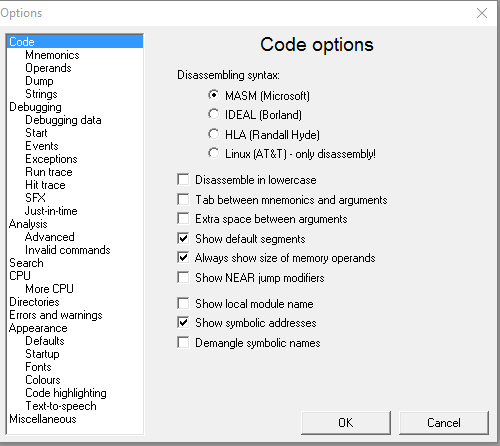 Options
Code
Mnemonics
Operands
Dump
Strings
Debugging
Debugging data
Start
Events
Exceptions
Run trace
Hit trace
SFX
Just-in-time
Analysis
Advanced
Invalid commands
Search
CPU
More CPU
Directories
Errors and warnings
Appearance
Defaults
Startup
Fonts
Colours
Code highlighting
Text-to-speech
Miscellaneous
Code options
Disassembling syntax:
MASM (Microsoft)
IDEAL (Borland)
HLA (Randall Hyde)
Linux (AT&T) - only disassembly!
Disassemble in lowercase
Tab between mnemonics and arguments
Extra space between arguments
Show default segments
Always show size of memory operands
Show NEAR jump modifiers
Show local module name
Show symbolic addresses
Demangle symbolic names
OK
Cancel